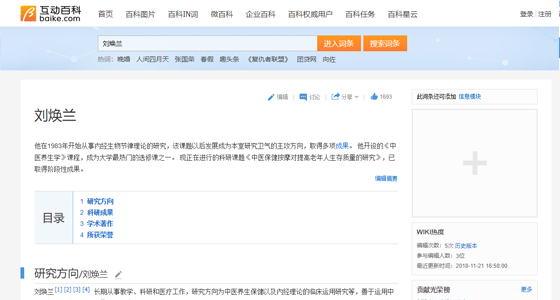 互动百科
baike.com
首页 百科图片 百科IN词 微百科 企业百科 百科权威用户 百科任务 百科星云
登录 注册
刘焕兰
进入词条 搜索词条
热词： 晚婚 人间四月天 张国荣 春假 趣头条 《复仇者联盟》 团贷网 向佐
编辑 讨论 分享 1693
此词条还可添加 信息模块
刘焕兰
他在1983年开始从事内经生物节律理论的研究，该课题以后发展成为本室研究卫气的主攻方向，取得多项成果。 他开设的《中
医养生学》课程，成为大学最热门的选修课之一。 现正在进行的科研课题《中医保健按摩对提高老年人生存质量的研究》，已
取得阶段性成果。
编辑摘要
目录
1 研究方向
2 科研成果
3 学术著作
4 所获荣誉
WIKI热度
编辑次数：5次 历史版本
参与编辑人数：3位
最近更新时间：2018-11-21 16:58:00
贡献光荣榜 更多
研究方向/刘焕兰
刘焕兰[1] [2] [3] [4] 长期从事教学、科研和医疗工作，研究方向为中医养生保健以及内经理论的临床运用研究等，善于运用中